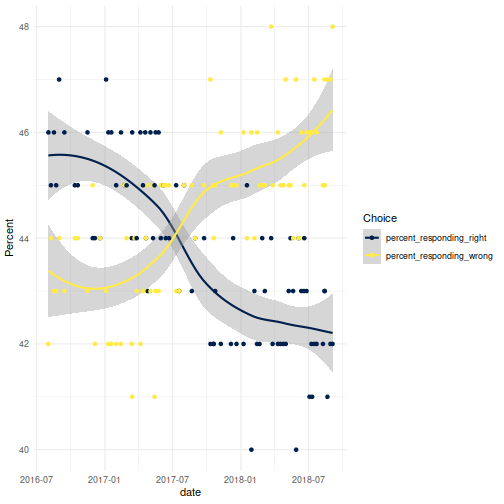 48
46
44
42
40
Percent
2016-07
2017-01
2017-07
2018-01
2018-07
date
Choice
percent_responding_right
percent_responding_wrong